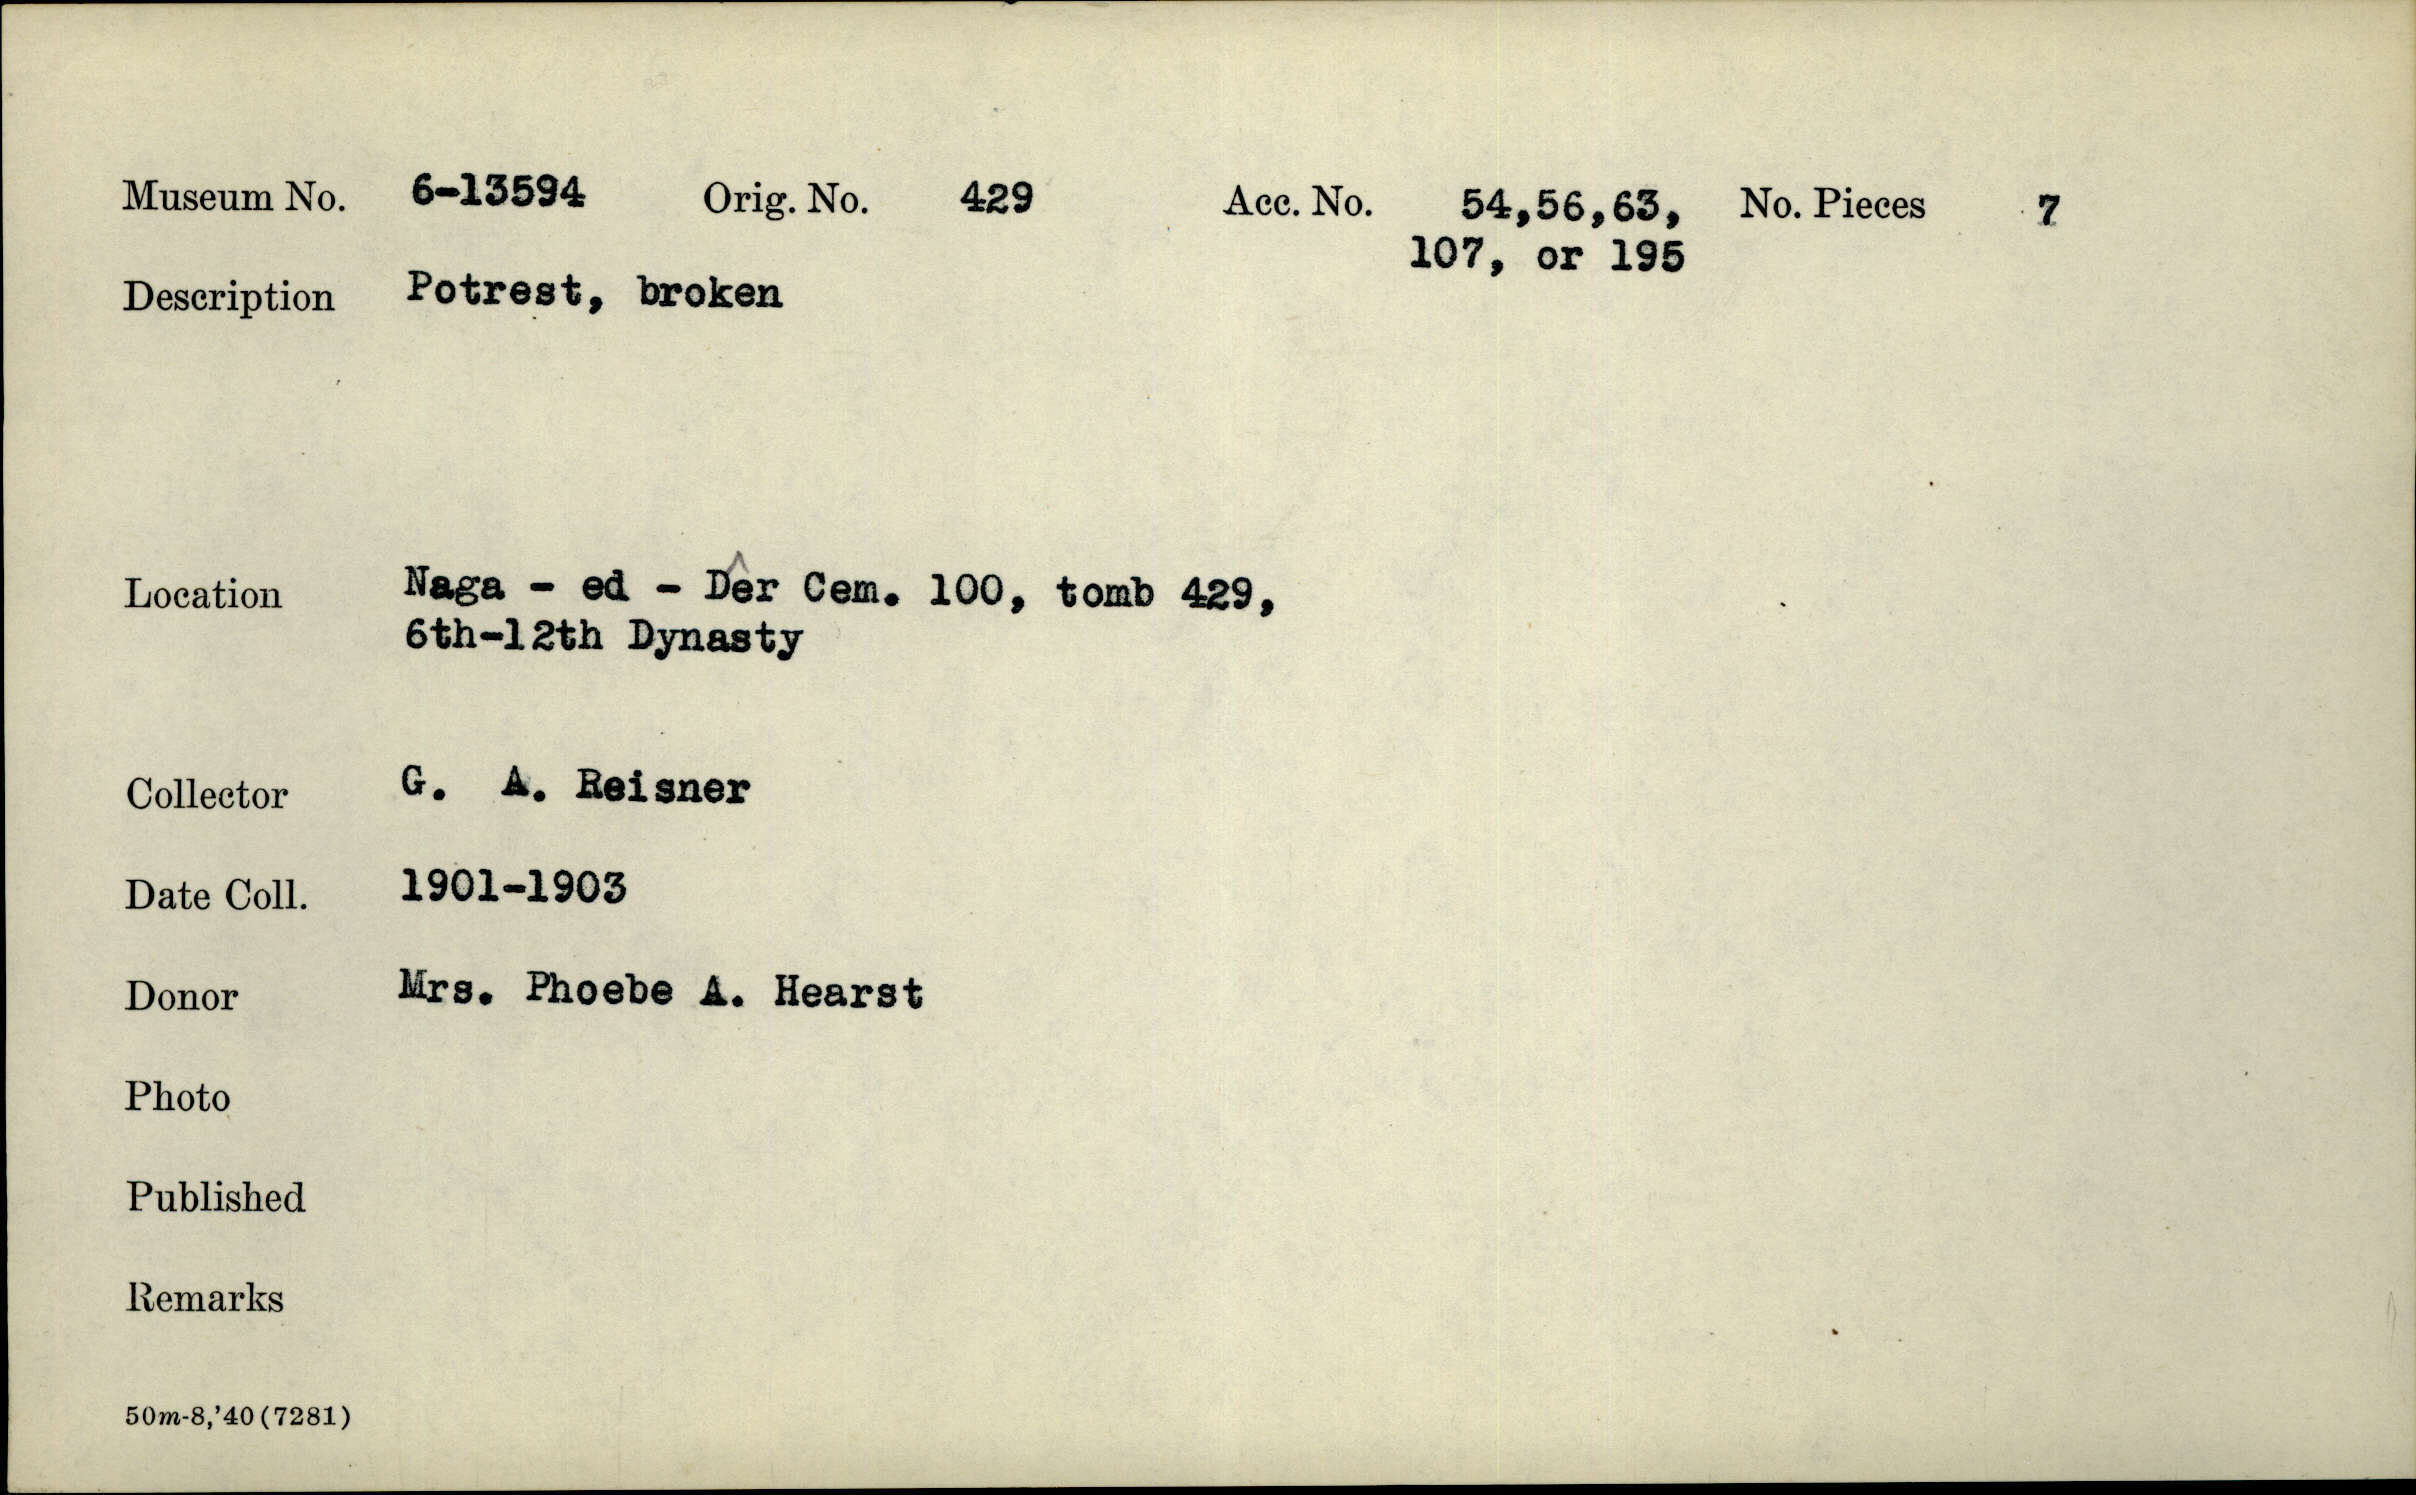 Museum No. 6-13594 Orig. No. 429 Acc. No. 54,56,63, No. Pieces 7
107, or 195
Description Potrest, broken
Location Naga - ed - Dêr Cem. 100, tomb 429,
6th-12th Dynasty
Collector G. A. Reisner
Date Coll. 1901-1903
Donor Mrs. Phoebe A. Hearst
Photo
Published
Remarks
50m-8,'40(7281)